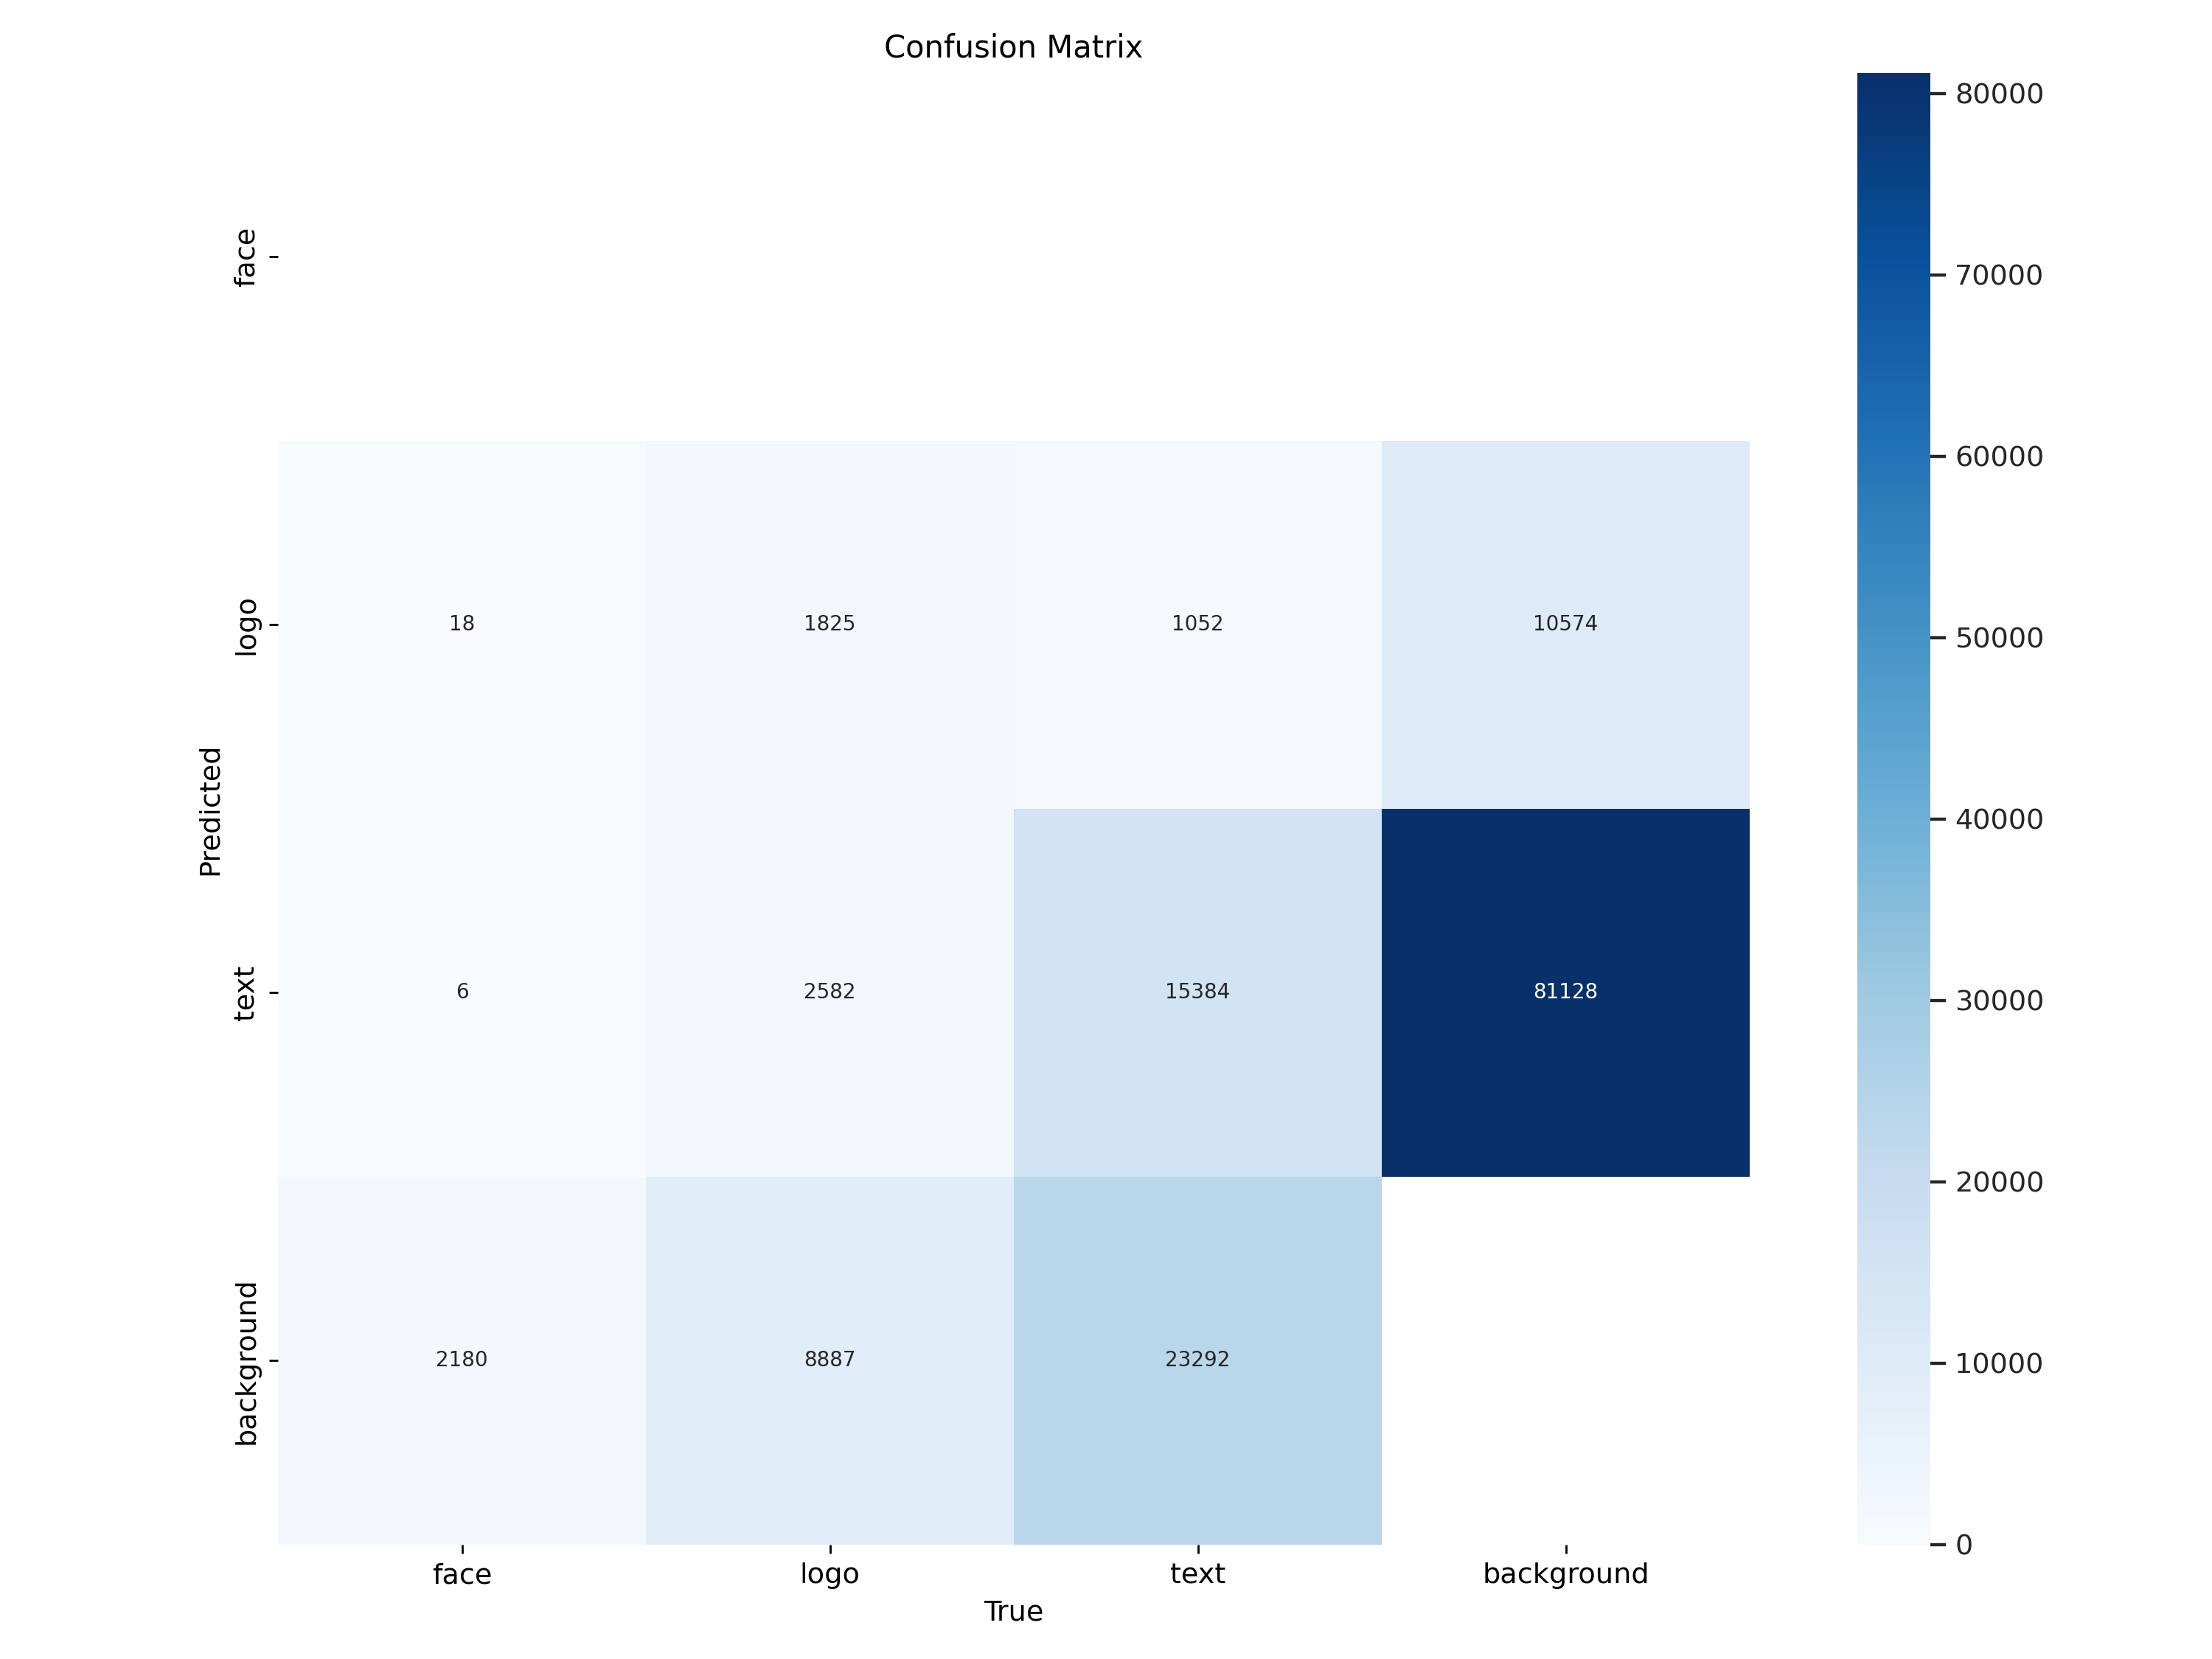 Confusion Matrix
face
logo
text
background
Predicted
18 1825 1052 10574
6 2582 15384 81128
2180 8887 23292
face logo text background
True
80000
70000
60000
50000
40000
30000
20000
10000
0